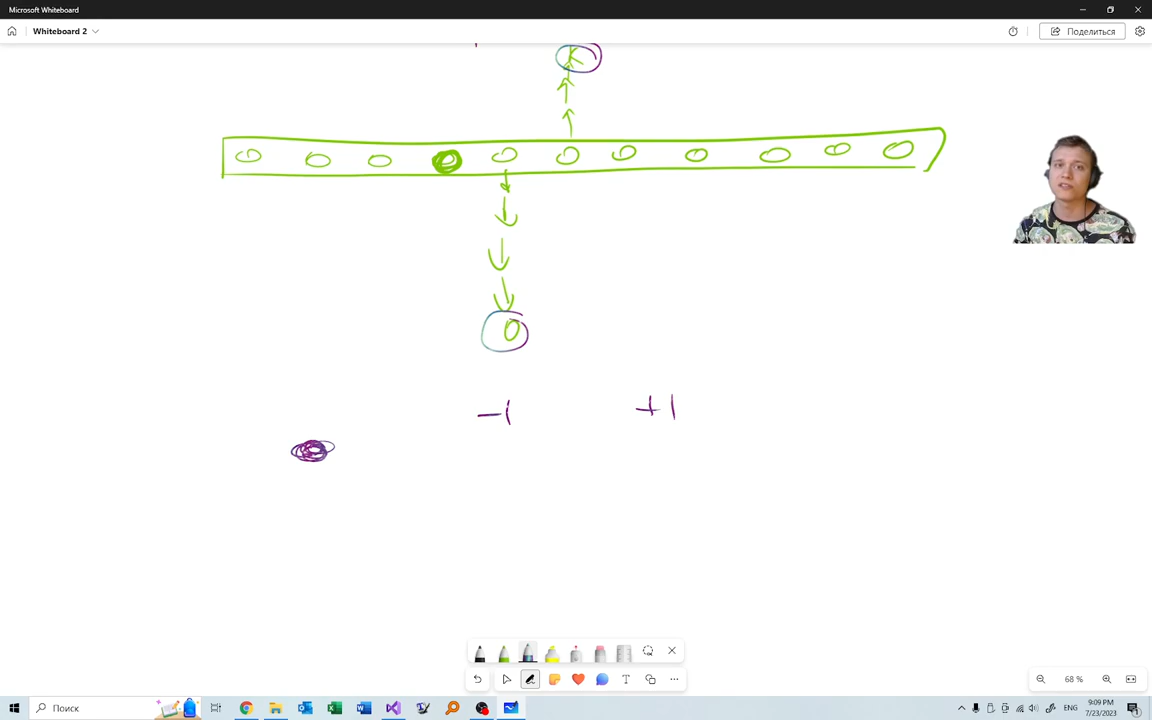 Microsoft Whiteboard
Whiteboard 2
Поделиться
K
O
-1 +1
T
68 %
Поиск
ENG
9:09 PM
7/23/2023